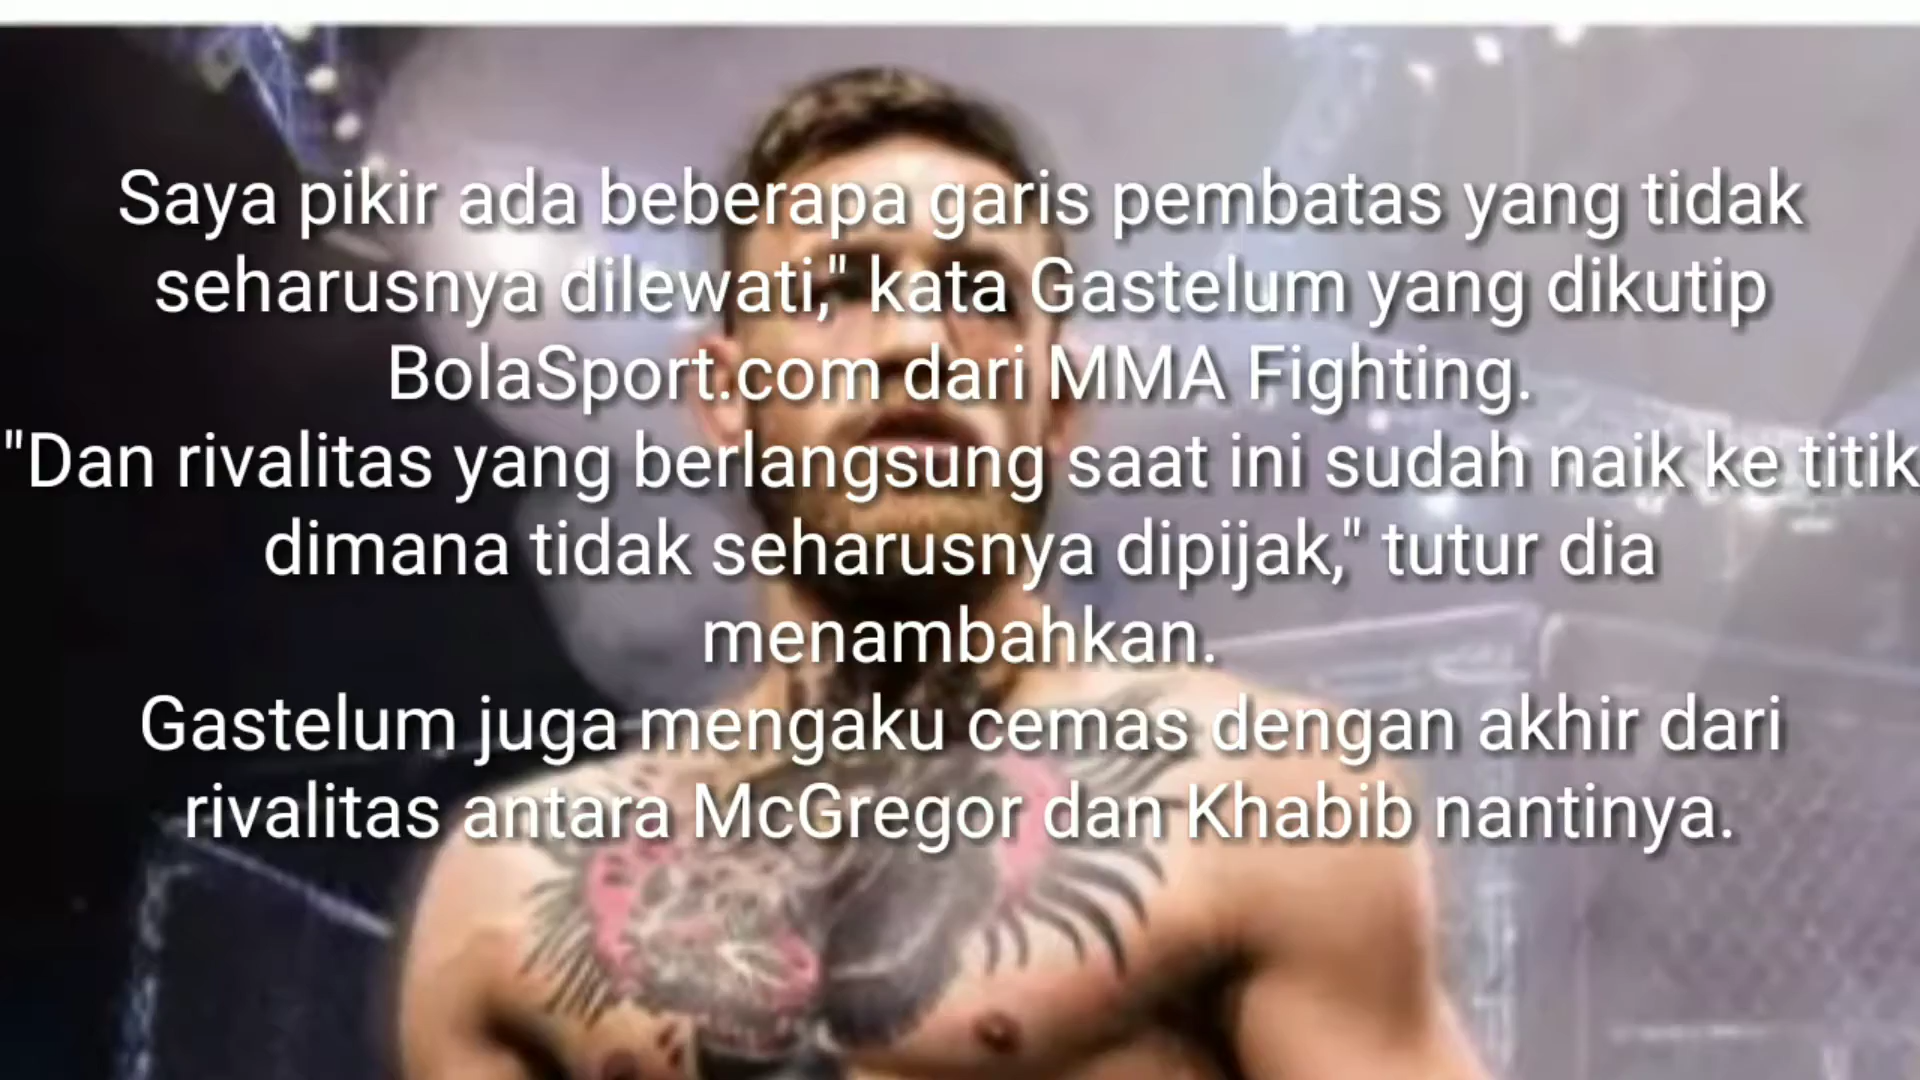 Saya pikir ada beberapa garis pembatas yang tidak
seharusnya dilewati," kata Gastelum yang dikutip
BolaSport.com dari MMA Fighting.
"Dan rivalitas yang berlangsung saat ini sudah naik ke titik
dimana tidak seharusnya dipijak," tutur dia
menambahkan.
Gastelum juga mengaku cemas dengan akhir dari
rivalitas antara McGregor dan Khabib nantinya.